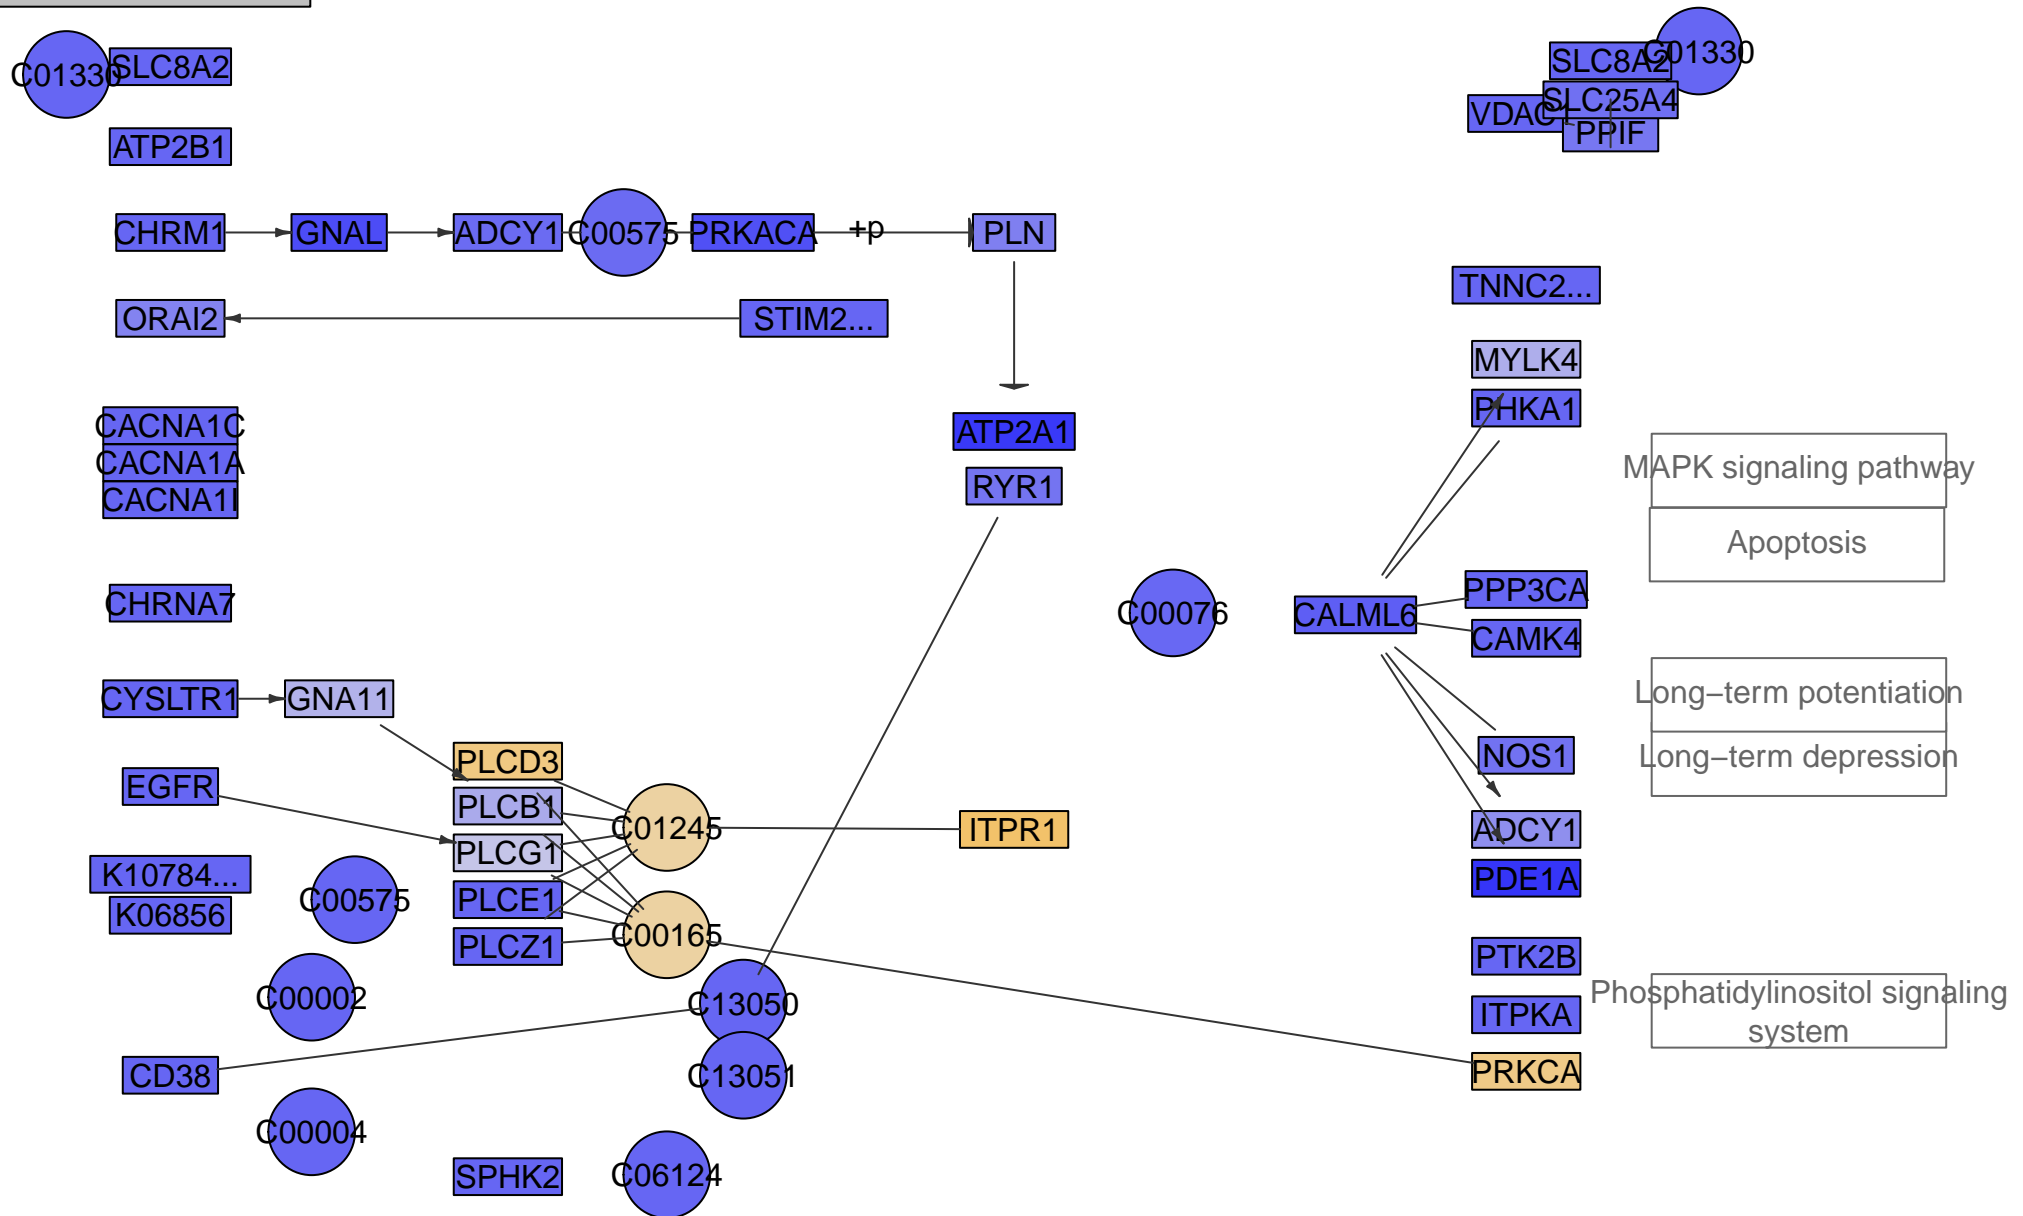 C01330
SLC8A2
SLC8A2
C01330
SLC25A4
VDAC1
PPIF
ATP2B1
CHRM1
GNAL
ADCY1
C00575
PRKACA
+p
PLN
TNNC2...
ORAI2
STIM2...
MYLK4
PHKA1
CACNA1C
CACNA1A
CACNA1I
ATP2A1
RYR1
MAPK signaling pathway
Apoptosis
CHRNA7
C00076
CALML6
PPP3CA
CAMK4
CYSLTR1
GNA11
Long−term potentiation
Long−term depression
NOS1
EGFR
PLCD3
PLCB1
PLCG1
PLCE1
PLCZ1
C01245
C00165
ITPR1
ADCY1
PDE1A
K10784...
K06856
C00575
C00002
C13050
C13051
PTK2B
ITPKA
PRKCA
Phosphatidylinositol signaling
system
CD38
C00004
SPHK2
C06124